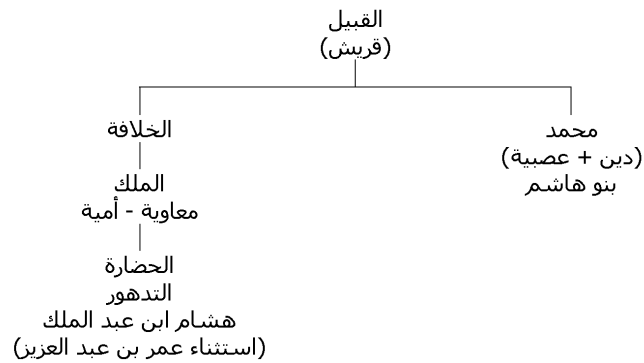 القبيل
(قريش)
محمد
(دين + عصبية)
بنو هاشم
الخلافة
الملك
معاوية - أمية
الحضارة
التدهور
هشام ابن عبد الملك
(استثناء عمر بن عبد العزيز)